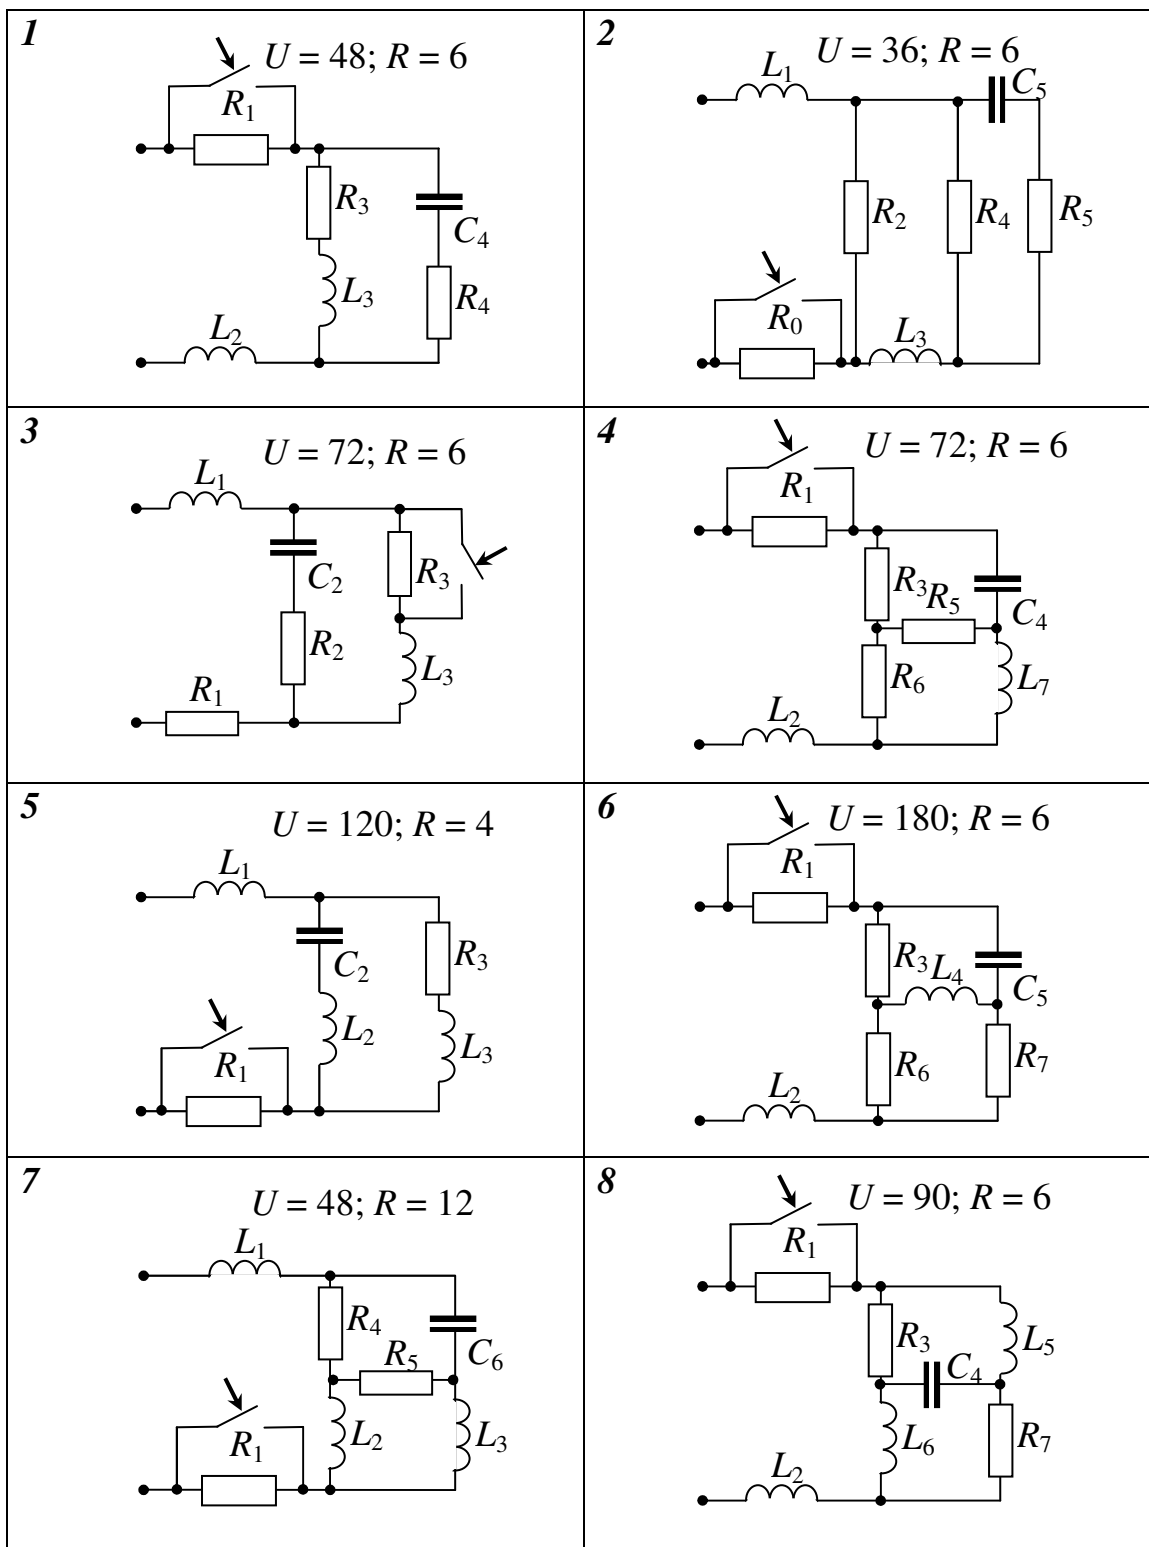 1
U = 48; R = 6
R1
R3
C4
L3
R4
L2
2
U = 36; R = 6
L1
C5
R2
R4
R5
R0
L3
3
U = 72; R = 6
L1
C2
R3
R2
L3
R1
4
U = 72; R = 6
R1
R3
R5
C4
R6
L7
L2
5
U = 120; R = 4
L1
C2
R3
L2
L3
R1
6
U = 180; R = 6
R1
R3
L4
C5
R6
R7
L2
7
U = 48; R = 12
L1
R4
R5
C6
L2
L3
R1
8
U = 90; R = 6
R1
R3
C4
L5
L6
R7
L2